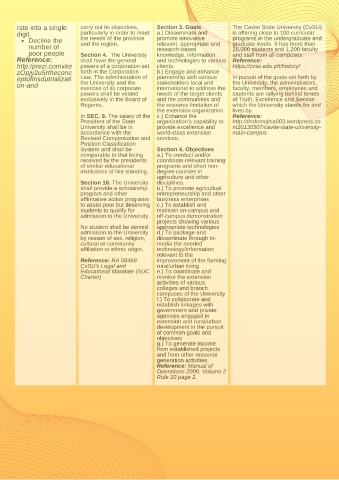 rate into a single
digit.
• Decline the
number of
poor people
Reference:
http://prezi.com/xe
zOpjy2u5rt/heconc
eptofinsdutrializati
on-and
carry out its objectives,
particularly in order to meet
the needs of the province
and the region.
Section 4. The University
shall have the general
powers of a corporation set
forth in the Corporation
Law. The administration of
the University and the
exercise of its corporate
powers shall be vested
exclusively in the Board of
Regents.
In SEC. 9. The salary of the
President of the State
University shall be in
accordance with the
Revised Compensation and
Position Classification
System and shall be
comparable to that being
received by the presidents
of similar educational
institutions of like standing.
Section 16. The University
shall provide a scholarship
program and other
affirmative action programs
to assist poor but deserving
students to qualify for
admission to the University.
No student shall be denied
admission to the University
by reason of sex, religion,
cultural or community
affiliation or ethnic origin.
Reference: RA 08468
CvSU's Legal and
Educational Mandate (SUC
Charter)
Section 3. Goals
a.) Disseminate and
promote innovative
relevant, appropriate and
research-based
knowledge, information
and technologies to various
clients.
b.) Engage and enhance
partnership with various
stakeholders local and
international to address the
needs of the target clients
and the communities and
the resource limitation of
the extension organization
c.) Enhance the
organization's capability to
provide excellence and
world-class extension
services.
Section 4. Objectives
a.) To conduct and/or
coordinate relevant training
programs and short non-
degree courses in
agriculture and other
disciplines.
b.) To promote agricultural
entrepreneurship and other
business enterprises
c.) To establish and
maintain on-campus and
off-campus demonstration
projects showing various
appropriate technologies
d.) To package and
disseminate through tri-
media the needed
technology/information
relevant to the
improvement of the farming
rural/urban living
e.) To coordinate and
monitor the extension
activities of various
colleges and branch
campuses of the University
f.) To collaborate and
establish linkages with
government and private
agencies engaged in
extension and rural/urban
development in the pursuit
of common goals and
objectives
g.) To generate income
from established projects
and from other resource
generation activities.
Reference: Manual of
Operations 2009, Volume 2
Rule 10 page 2.
The Cavite State University (CvSU)
is offering close to 100 curricular
programs in the undergraduate and
graduate levels. It has more than
25,000 students and 1,200 faculty
and staff from all campuses.
Reference:
https://cvsu.edu.ph/history/
In pursuit of the goals set forth by
the University, the administrators,
faculty, members, employees and
students are rallying behind tenets
of Truth, Excellence and Service
which the University stands for and
lives by.
Reference:
m/2013/05/07/cavite-state-university-
main-campus